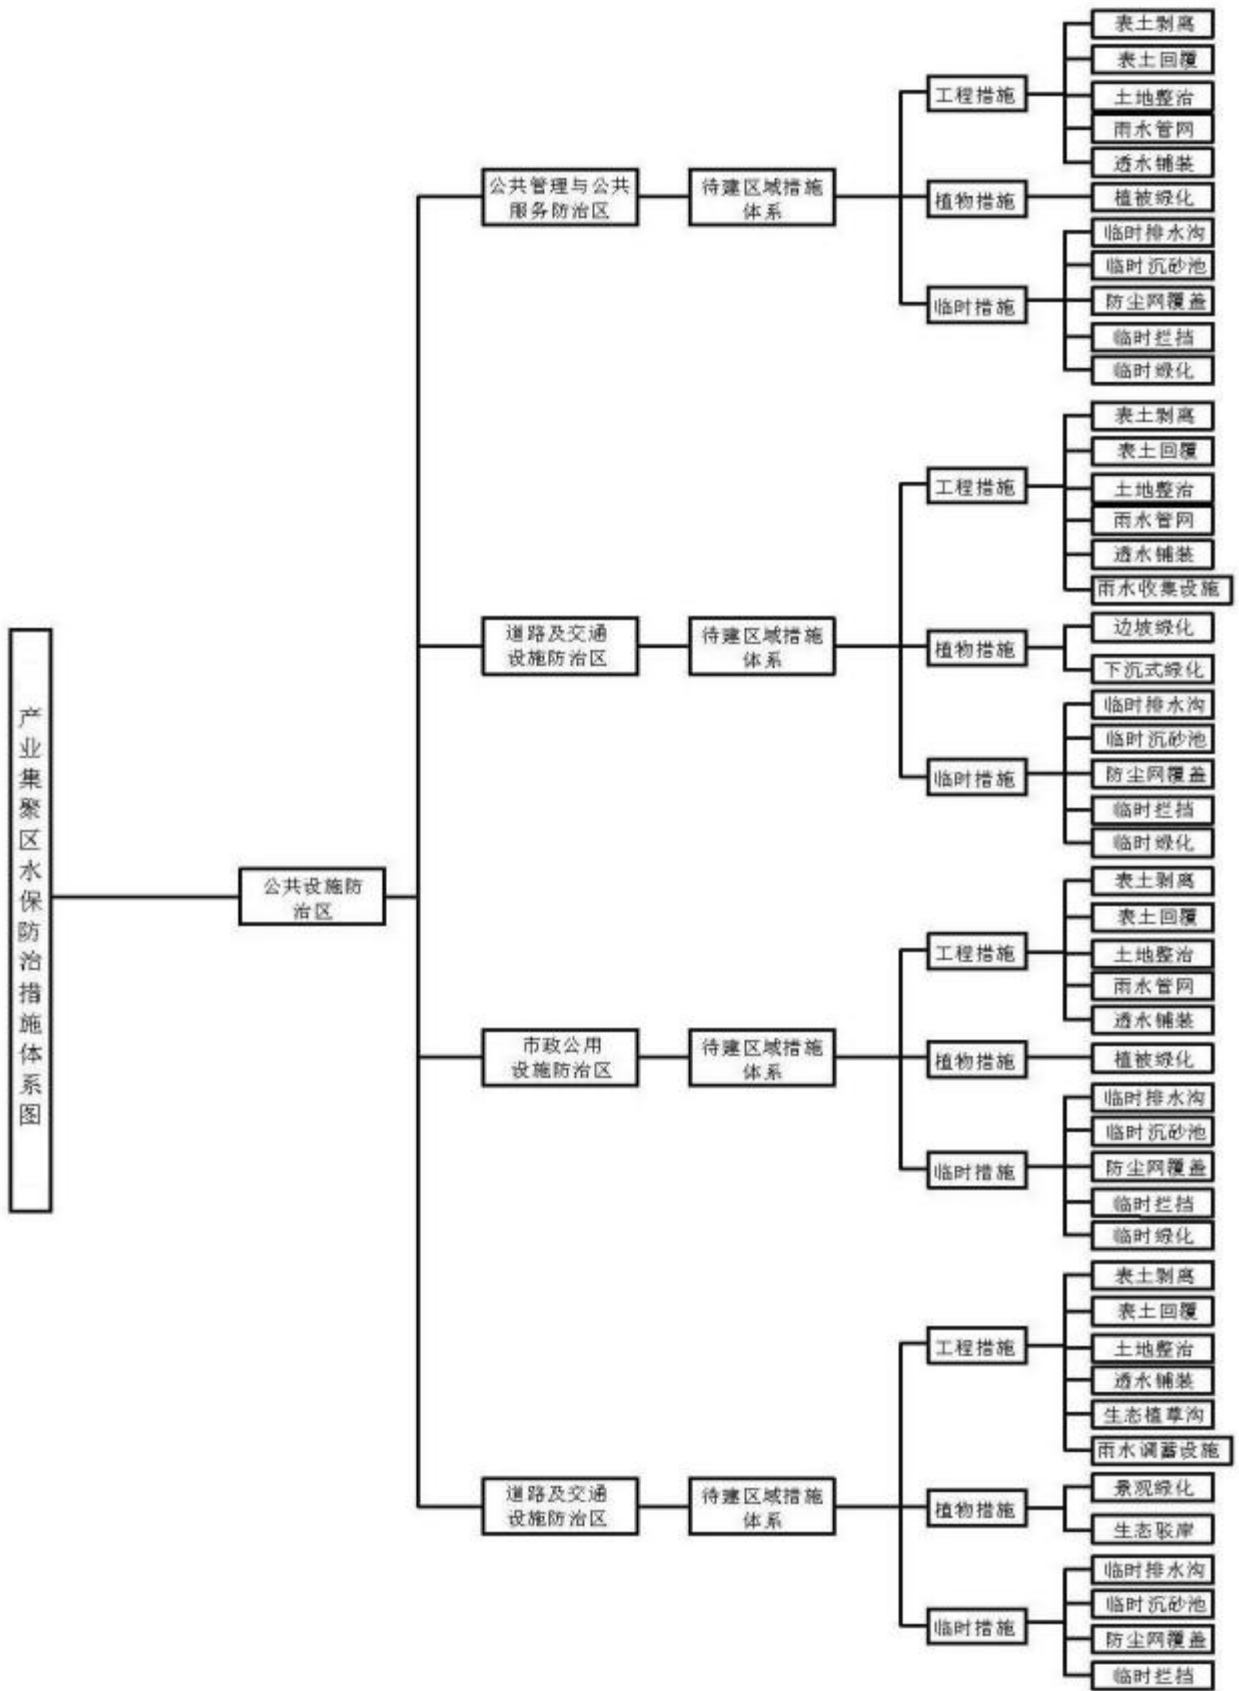 产业集聚区水保防治措施体系图
公共设施防
治区
公共管理与公共
服务防治区
待建区域措施
体系
工程措施
表土剥离
表土回覆
土地整治
雨水管网
透水铺装
植物措施
植被绿化
临时措施
临时排水沟
临时沉砂池
防尘网覆盖
临时拦挡
临时绿化
道路及交通
设施防治区
待建区域措施
体系
工程措施
表土剥离
表土回覆
土地整治
雨水管网
透水铺装
雨水收集设施
植物措施
边坡绿化
下沉式绿化
临时措施
临时排水沟
临时沉砂池
防尘网覆盖
临时拦挡
临时绿化
市政公用
设施防治区
待建区域措施
体系
工程措施
表土剥离
表土回覆
土地整治
雨水管网
透水铺装
植物措施
植被绿化
临时措施
临时排水沟
临时沉砂池
防尘网覆盖
临时拦挡
临时绿化
道路及交通
设施防治区
待建区域措施
体系
工程措施
表土剥离
表土回覆
土地整治
透水铺装
生态植草沟
雨水调蓄设施
植物措施
景观绿化
生态驳岸
临时措施
临时排水沟
临时沉砂池
防尘网覆盖
临时拦挡